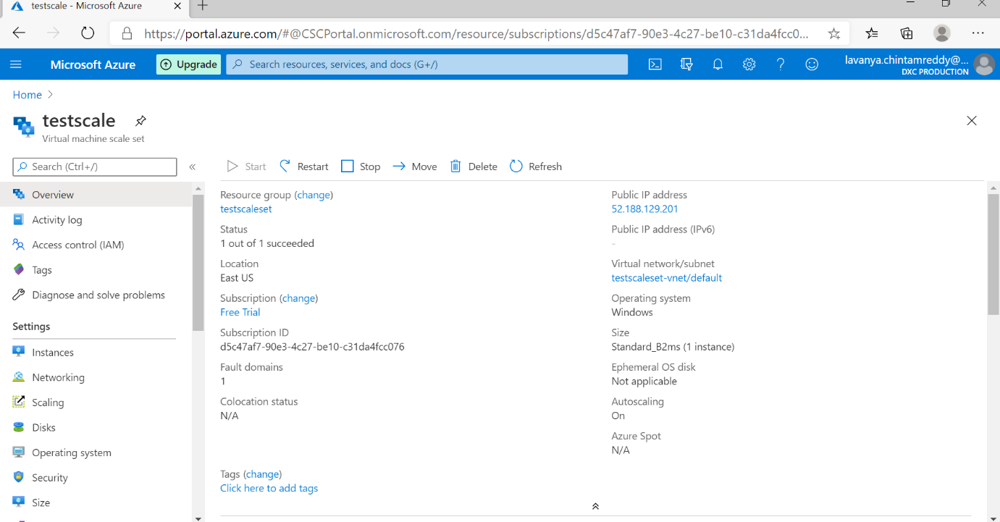 testscale - Microsoft Azure
https://portal.azure.com/#@CSCPortal.onmicrosoft.com/resource/subscriptions/d5c47af7-90e3-4c27-be10-c31da4fcc0...
Microsoft Azure
Upgrade
Search resources, services, and docs (G+/)
lavanya.chintamreddy@...
DXC PRODUCTION
Home
testscale
Virtual machine scale set
Search (Ctrl+/)
Start
Restart
Stop
Move
Delete
Refresh
Overview
Activity log
Access control (IAM)
Tags
Diagnose and solve problems
Settings
Instances
Networking
Scaling
Disks
Operating system
Security
Size
Resource group (change)
testscaleset
Status
1 out of 1 succeeded
Location
East US
Subscription (change)
Free Trial
Subscription ID
d5c47af7-90e3-4c27-be10-c31da4fcc076
Fault domains
1
Colocation status
N/A
Public IP address
52.188.129.201
Public IP address (IPv6)
-
Virtual network/subnet
testscaleset-vnet/default
Operating system
Windows
Size
Standard_B2ms (1 instance)
Ephemeral OS disk
Not applicable
Autoscaling
On
Azure Spot
N/A
Tags (change)
Click here to add tags